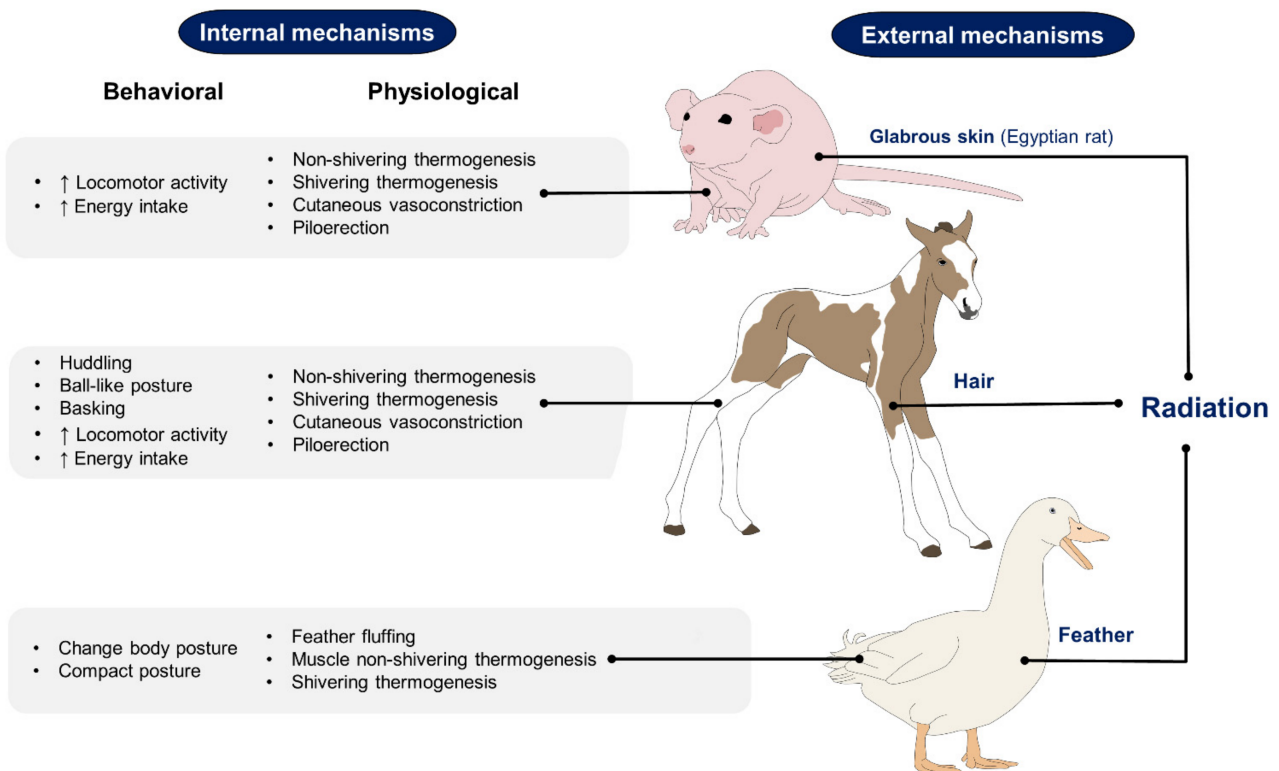 Internal mechanisms
External mechanisms
Behavioral
Physiological
• ↑ Locomotor activity
• ↑ Energy intake
• Non-shivering thermogenesis
• Shivering thermogenesis
• Cutaneous vasoconstriction
• Piloerection
Glabrous skin (Egyptian rat)
• Huddling
• Ball-like posture
• Basking
• ↑ Locomotor activity
• ↑ Energy intake
• Non-shivering thermogenesis
• Shivering thermogenesis
• Cutaneous vasoconstriction
• Piloerection
Hair
Radiation
• Change body posture
• Compact posture
• Feather fluffing
• Muscle non-shivering thermogenesis
• Shivering thermogenesis
Feather